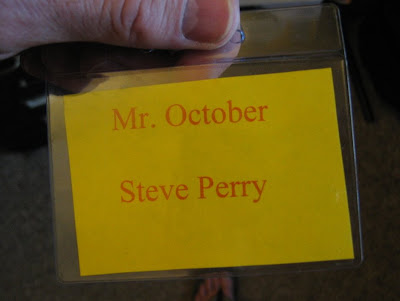 Mr. October
Steve Perry